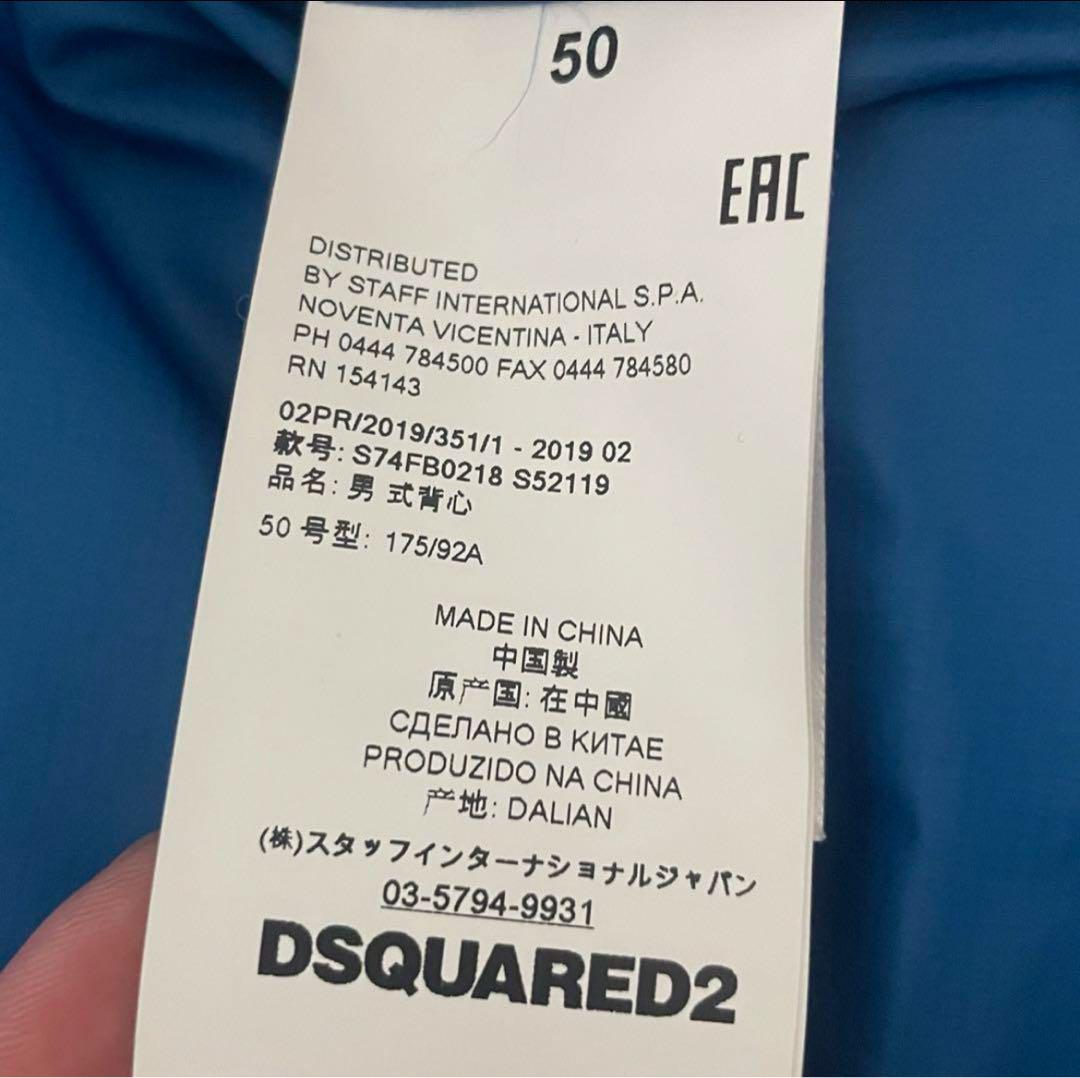 50
EAC
DISTRIBUTED
BY STAFF INTERNATIONAL S.P.A.
NOVENTA VICENTINA - ITALY
PH 0444 784500 FAX 0444 784580
RN 154143
02PR/2019/351/1 - 2019 02
款号: S74FB0218 S52119
品名: 男 式背心
50 号型: 175/92A
MADE IN CHINA
中国製
原产国: 在中國
СДЕЛАНО В КИТАЕ
PRODUZIDO NA CHINA
产地: DALIAN
(株)スタッフインターナショナルジャパン
03-5794-9931
DSQUARED2